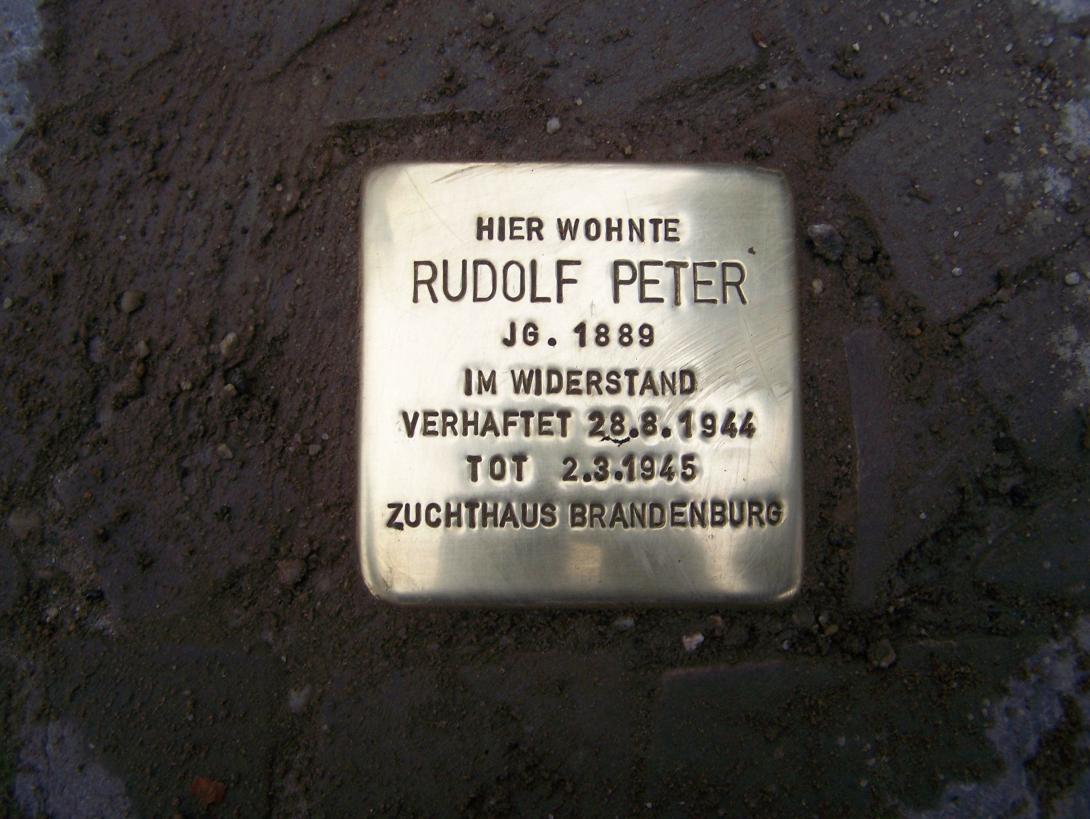 HIER WOHNTE
RUDOLF PETER
JG. 1889
IM WIDERSTAND
VERHAFTET 28.8.1944
TOT 2.3.1945
ZUCHTHAUS BRANDENBURG